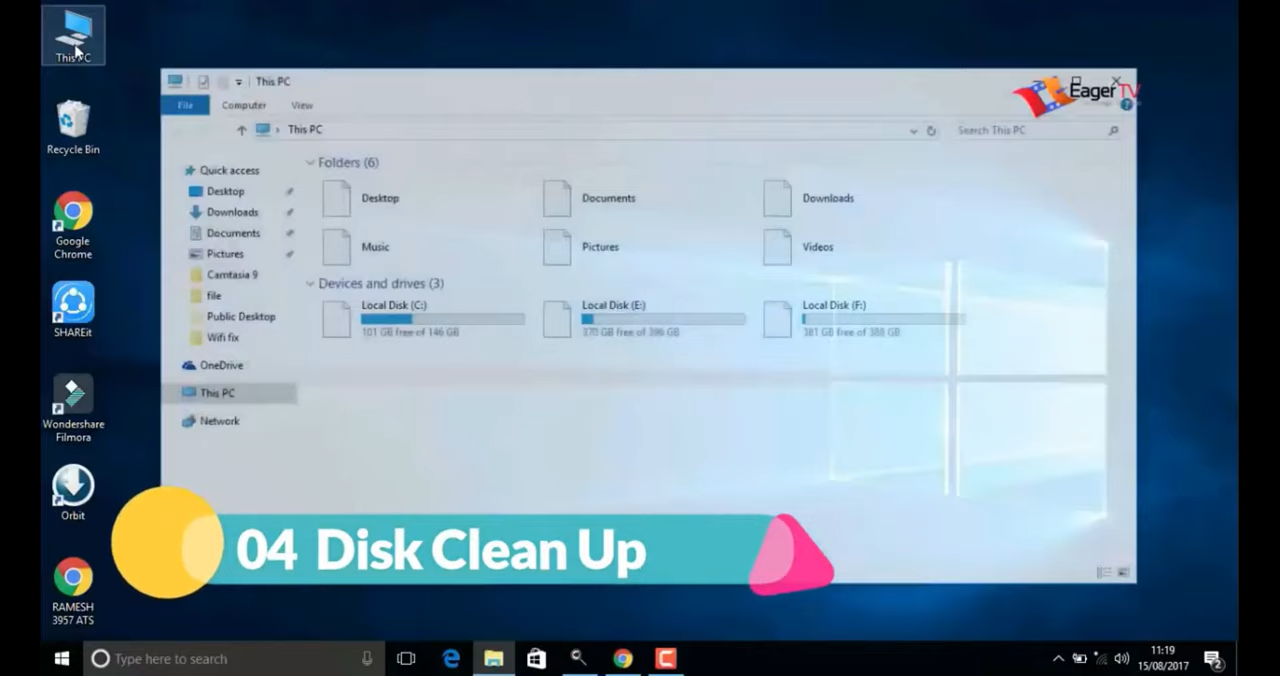 This PC
Recycle Bin
Google
Chrome
SHAREit
Wondershare
Filmora
Orbit
RAMESH
3957 ATS
This PC
EagerTV
File
Computer
View
This PC
Search This PC
Quick access
Desktop
Downloads
Documents
Pictures
Camtasia 9
file
Public Desktop
Wifi fix
OneDrive
This PC
Network
Folders (6)
Desktop
Documents
Downloads
Music
Pictures
Videos
Devices and drives (3)
Local Disk (C:)
101 GB free of 146 GB
Local Disk (E:)
370 GB free of 396 GB
Local Disk (F:)
381 GB free of 388 GB
04 Disk Clean Up
Type here to search
11:19
15/08/2017
2